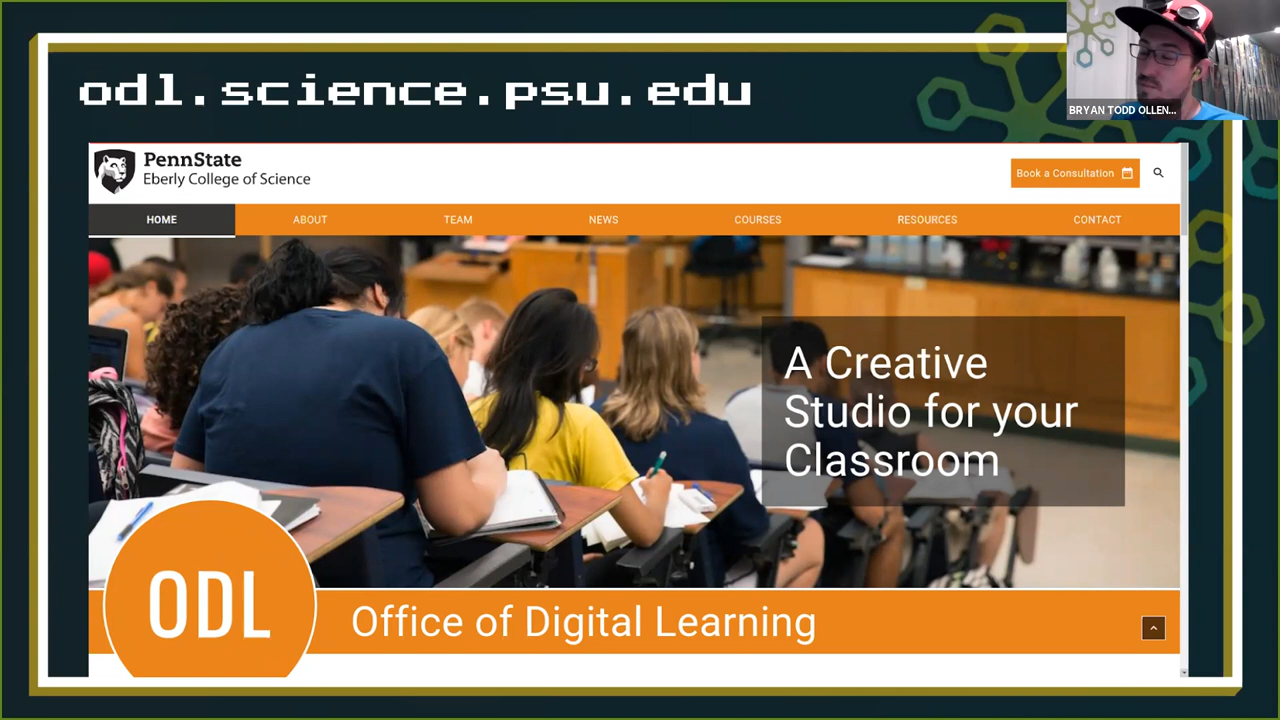 odl.science.psu.edu
BRYAN TODD OLLEN...
PennState
Eberly College of Science
Book a Consultation
HOME ABOUT TEAM NEWS COURSES RESOURCES CONTACT
A Creative
Studio for your
Classroom
ODL
Office of Digital Learning